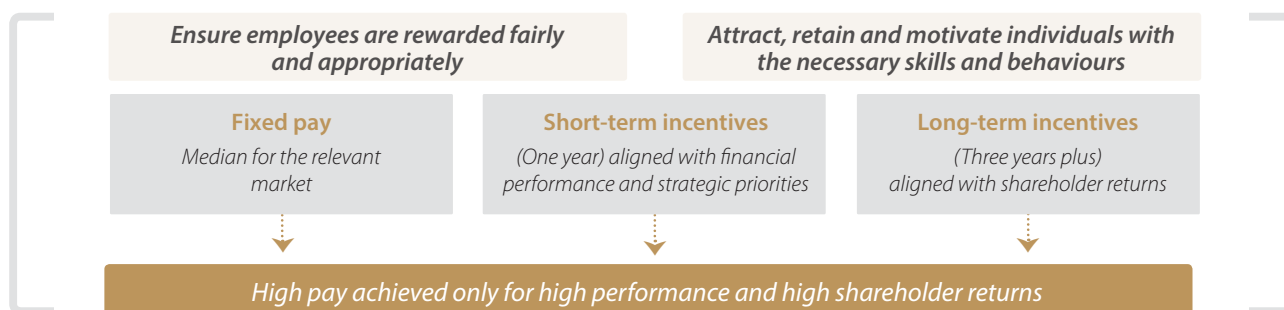 Ensure employees are rewarded fairly
and appropriately
Attract, retain and motivate individuals with
the necessary skills and behaviours
Fixed pay
Median for the relevant
market
Short-term incentives
(One year) aligned with financial
performance and strategic priorities
Long-term incentives
(Three years plus)
aligned with shareholder returns
High pay achieved only for high performance and high shareholder returns